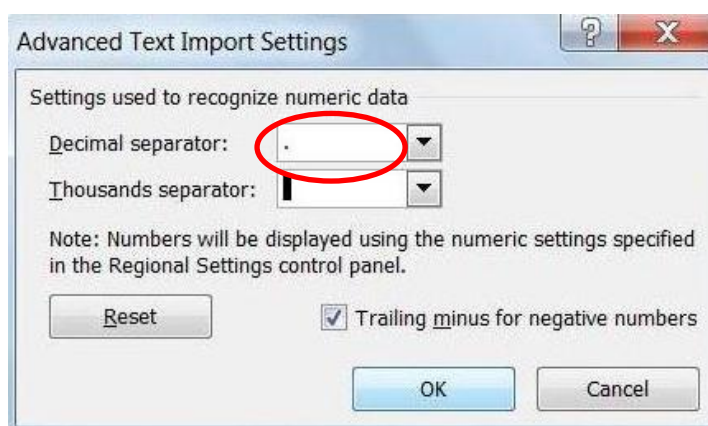 Advanced Text Import Settings
Settings used to recognize numeric data
Decimal separator: .
Thousands separator:
Note: Numbers will be displayed using the numeric settings specified
in the Regional Settings control panel.
Reset
Trailing minus for negative numbers
OK
Cancel